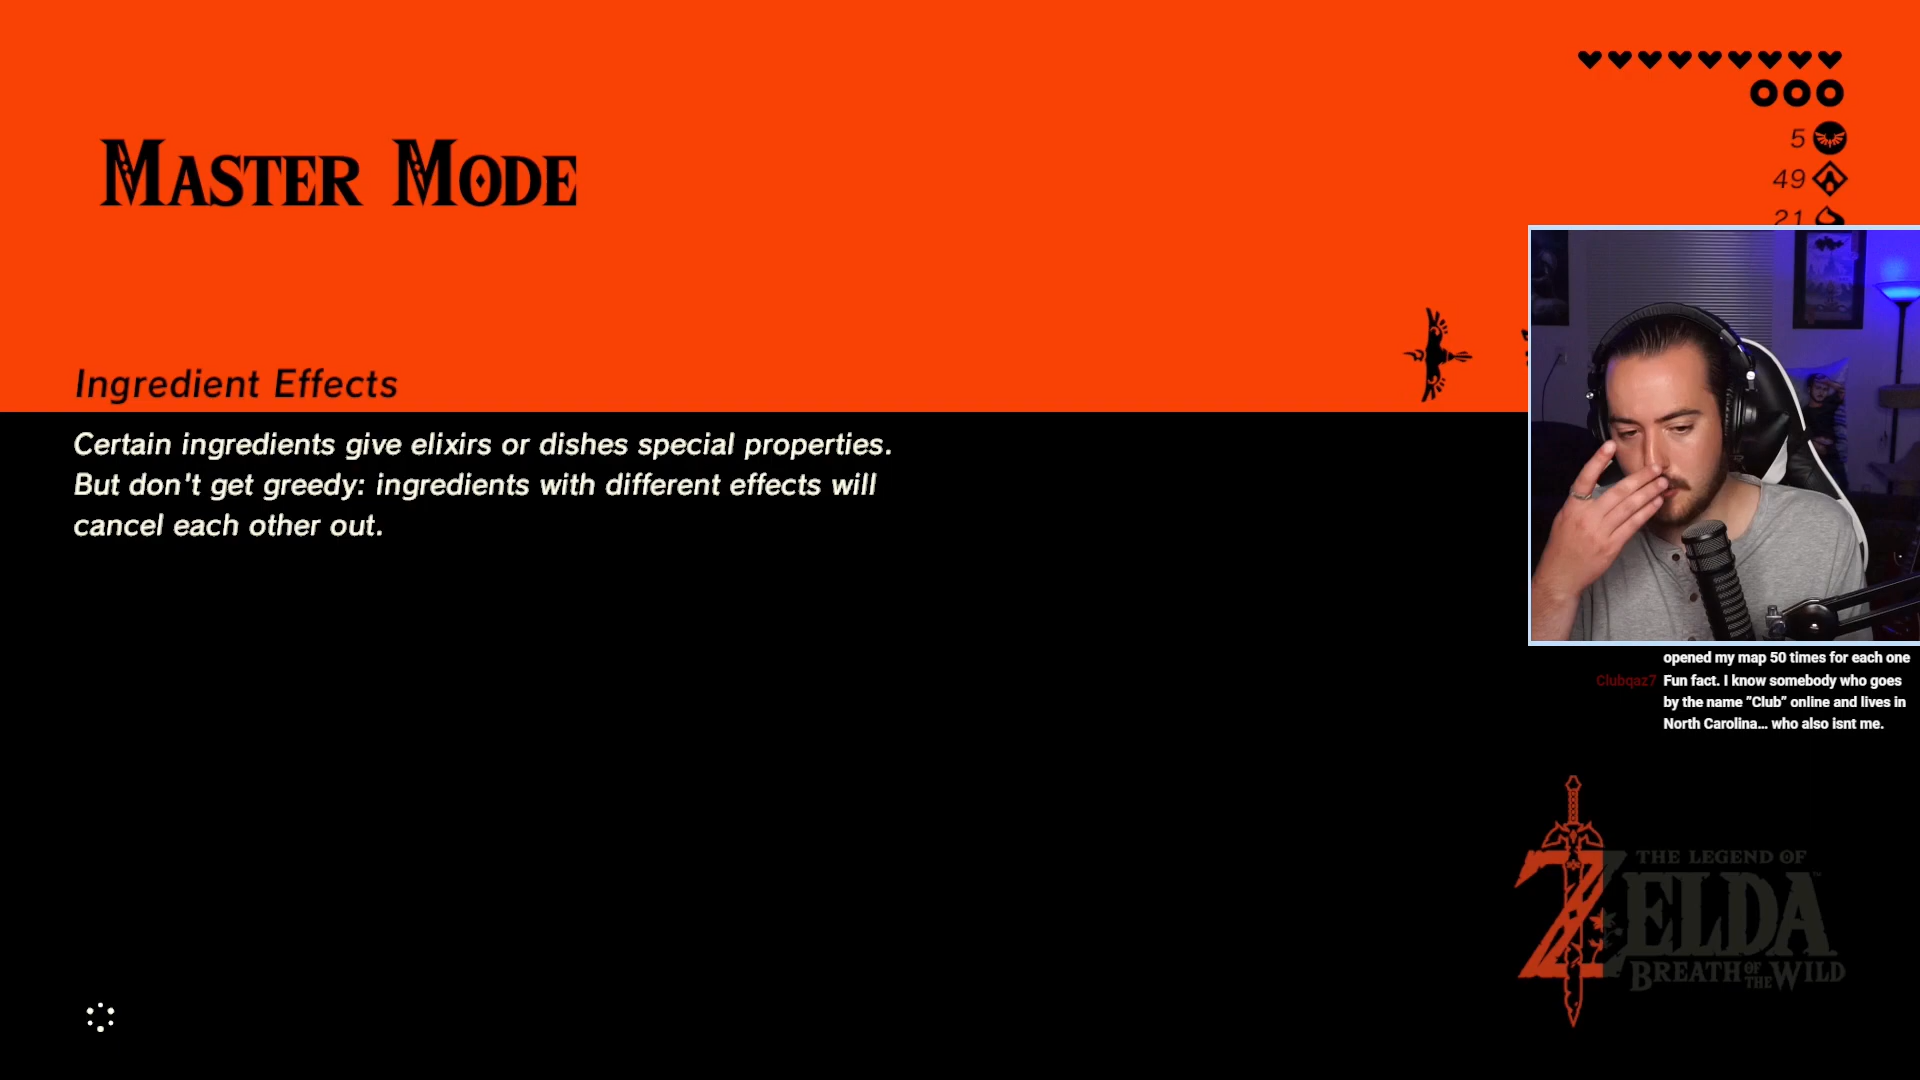 MASTER MODE
5
49
21
Ingredient Effects
Certain ingredients give elixirs or dishes special properties.
But don't get greedy: ingredients with different effects will
cancel each other out.
opened my map 50 times for each one
Clubqaz7 Fun fact. I know somebody who goes
by the name "Club" online and lives in
North Carolina... who also isnt me.
THE LEGEND OF
ZELDA
BREATH OF THE WILD